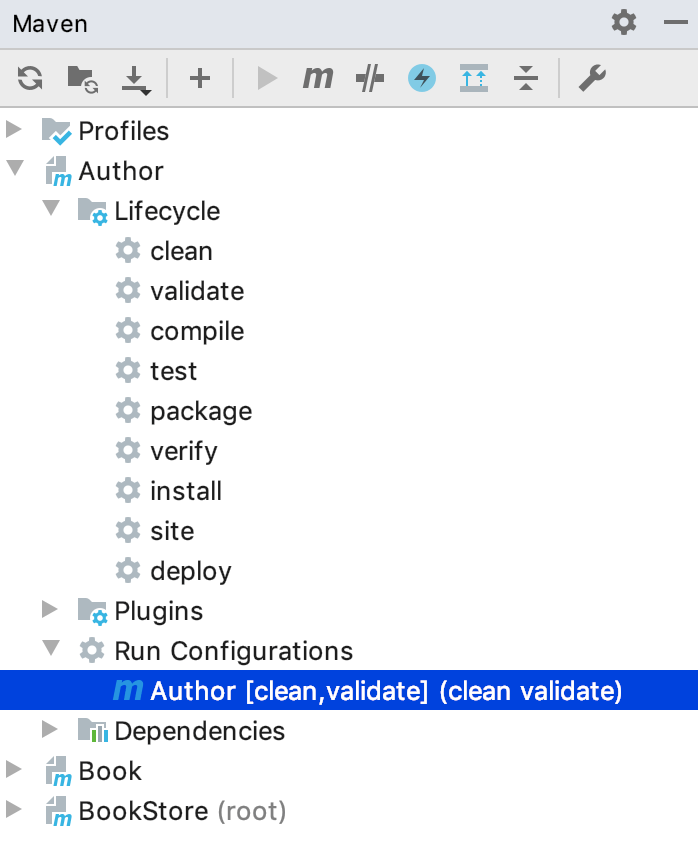 Maven
Profiles
Author
Lifecycle
clean
validate
compile
test
package
verify
install
site
deploy
Plugins
Run Configurations
Author [clean,validate] (clean validate)
Dependencies
Book
BookStore (root)